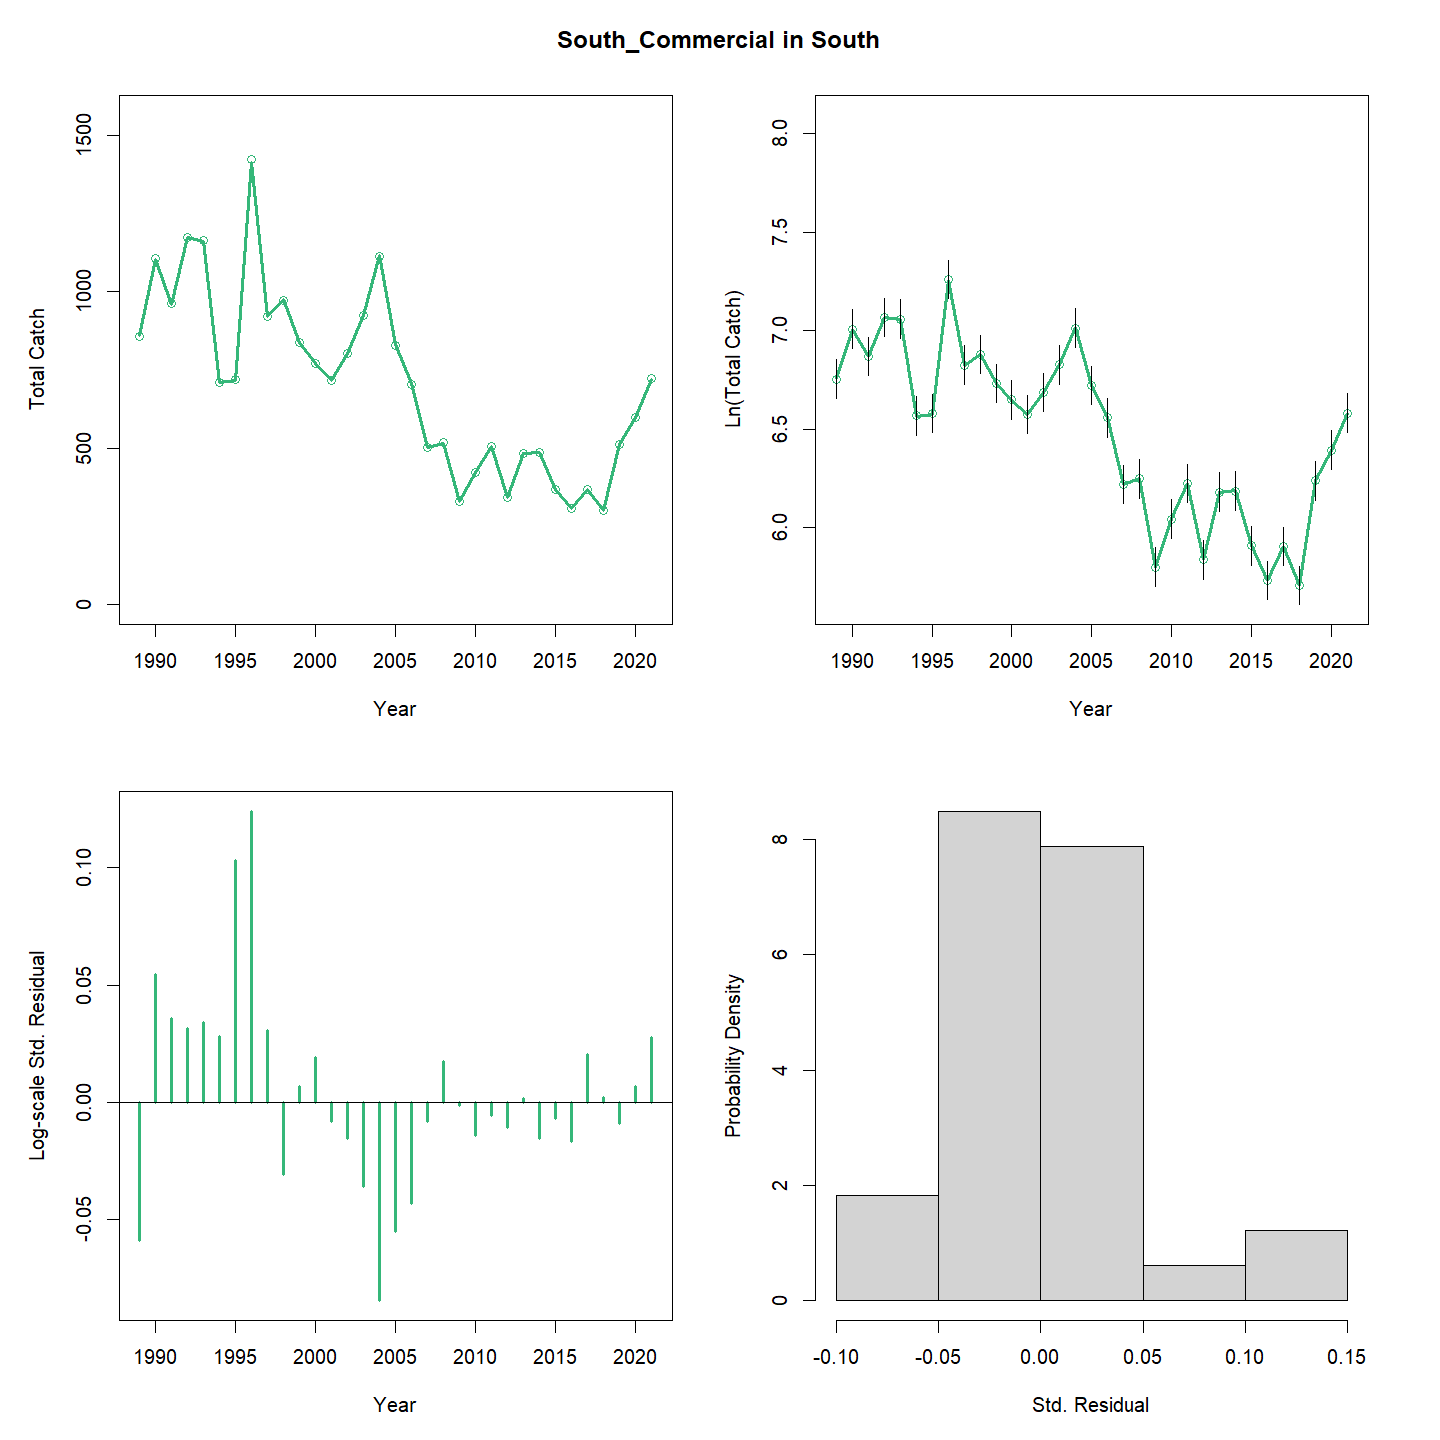 South_Commercial in South
Total Catch
1500
1000
500
0
1990 1995 2000 2005 2010 2015 2020
Year
Ln(Total Catch)
8.0
7.5
7.0
6.5
6.0
1990 1995 2000 2005 2010 2015 2020
Year
Log-scale Std. Residual
0.10
0.05
0.00
-0.05
1990 1995 2000 2005 2010 2015 2020
Year
Probability Density
8
6
4
2
0
-0.10 -0.05 0.00 0.05 0.10 0.15
Std. Residual